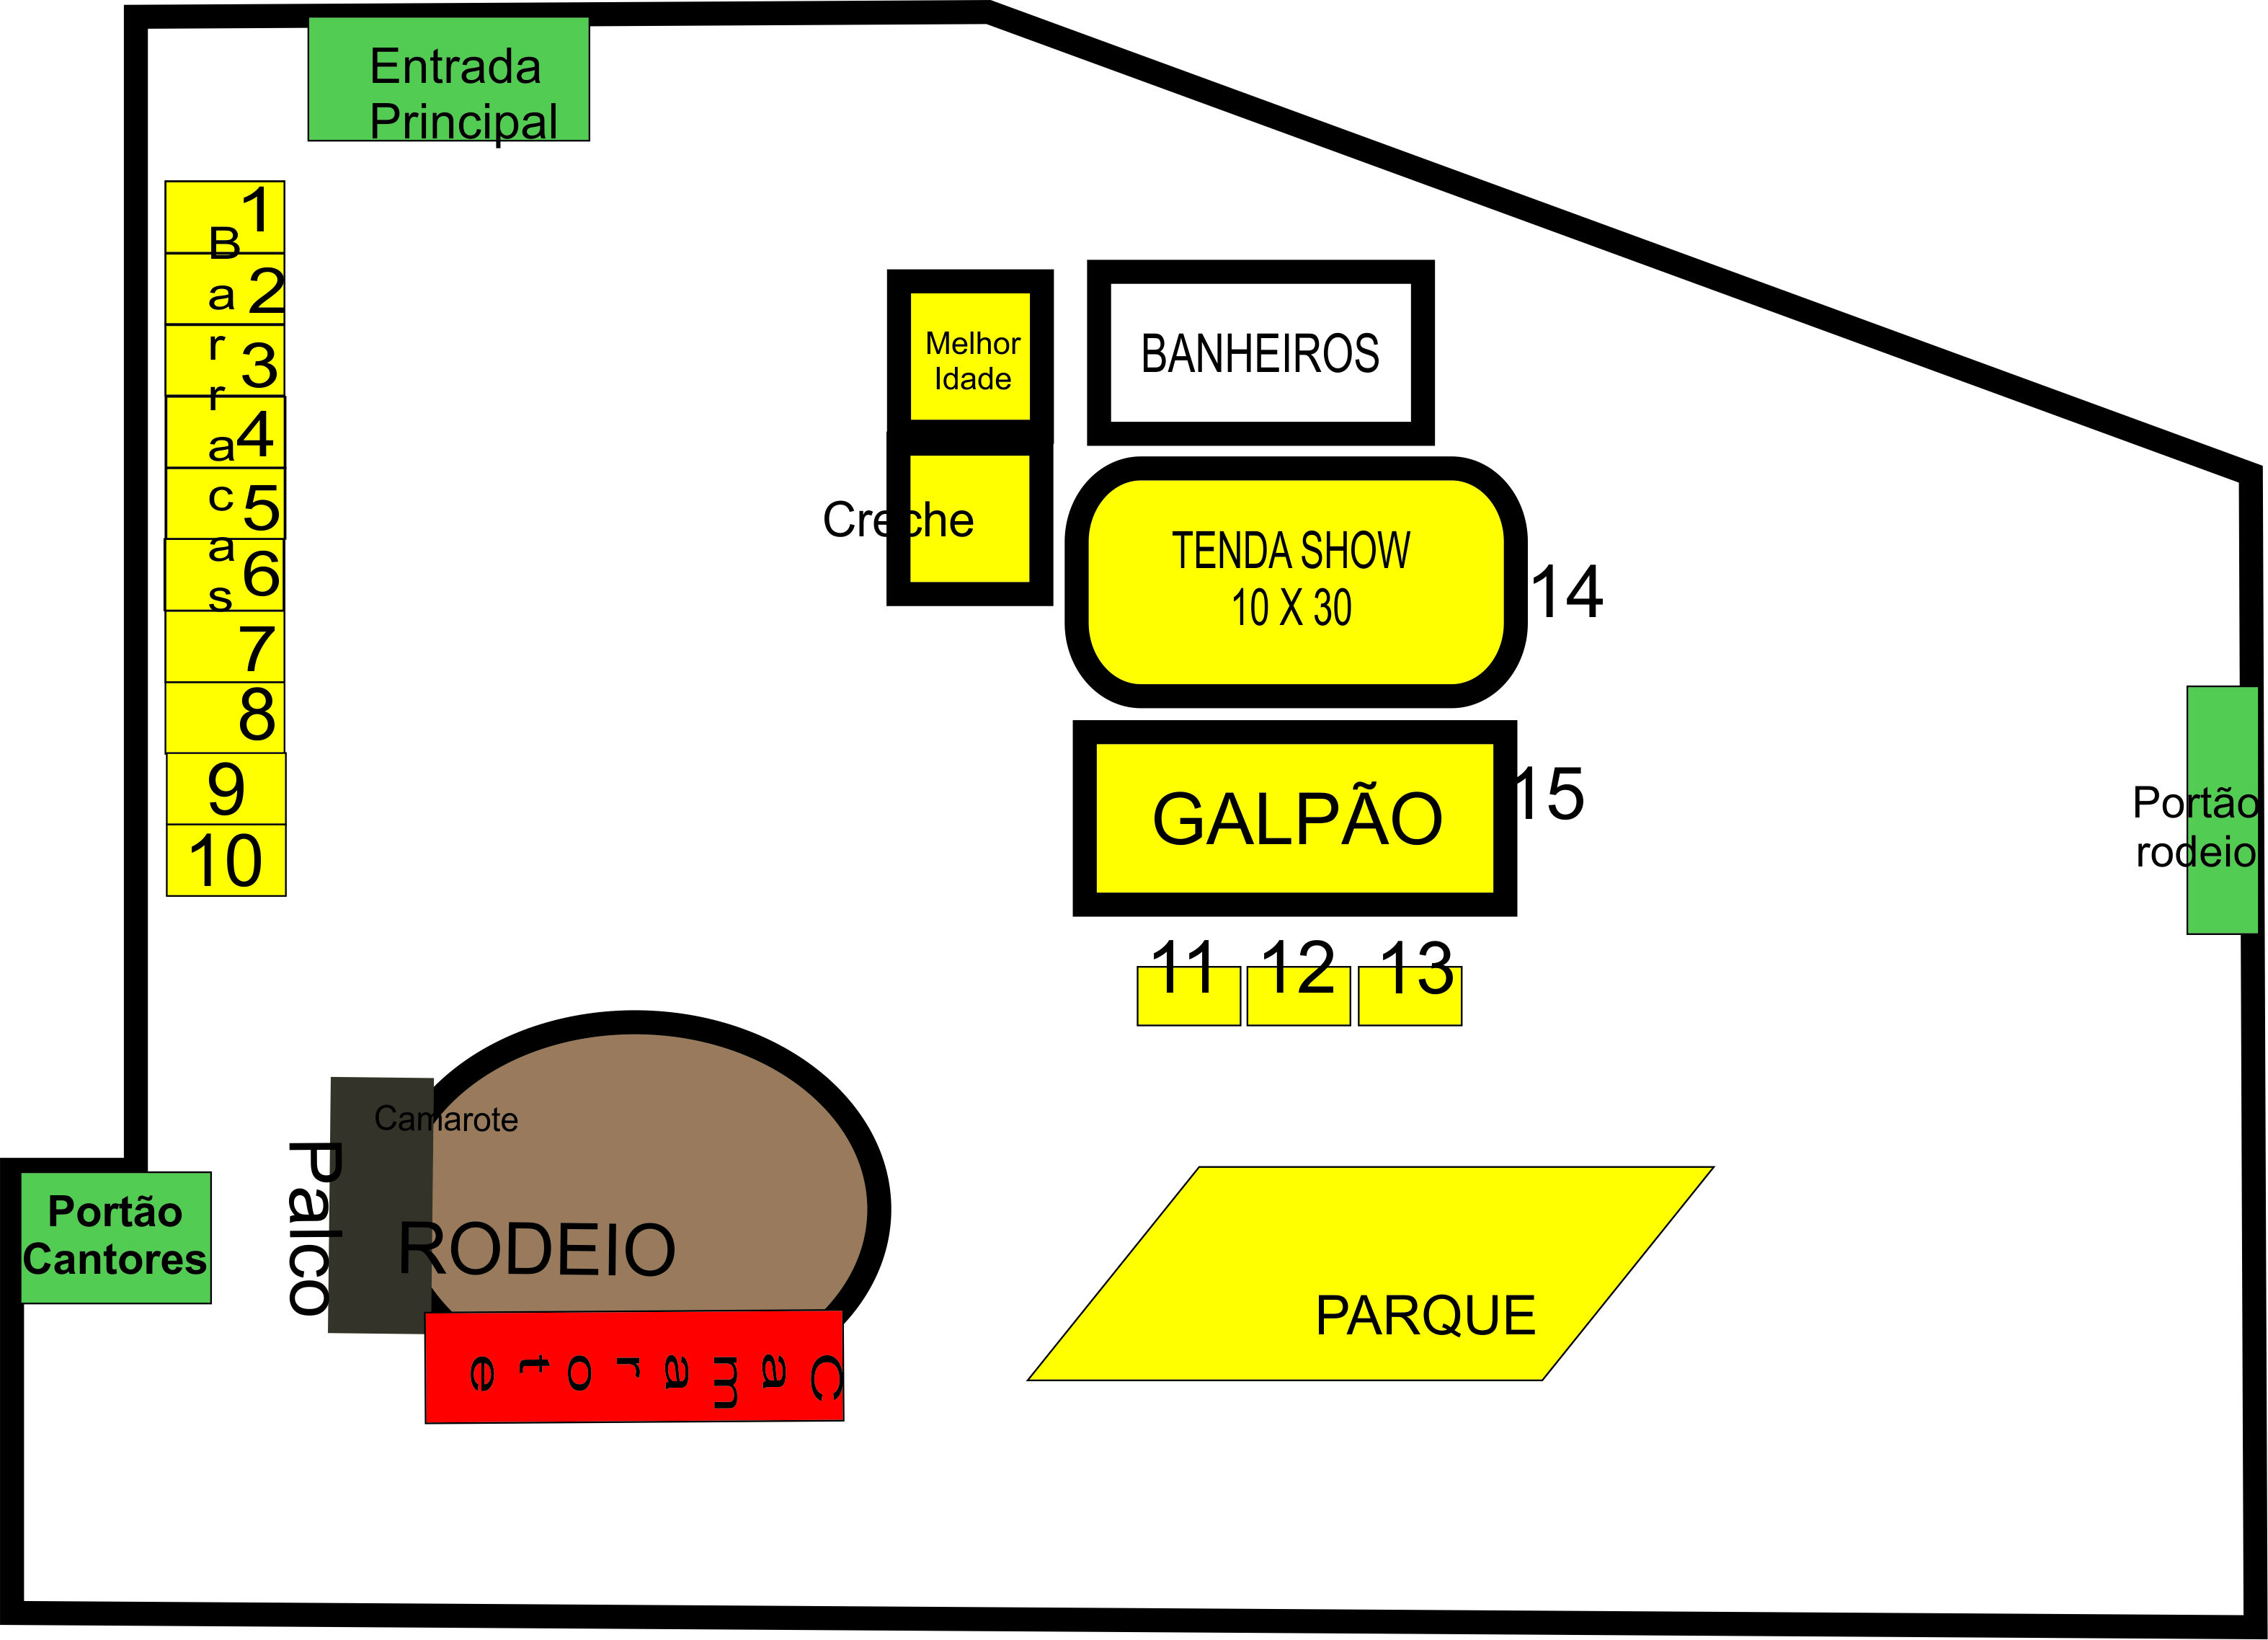 Entrada
Principal
Barracas
1
2
3
4
5
6
7
8
9
10
Melhor
Idade
BANHEIROS
Creche
TENDA SHOW
10 X 30
14
GALPÃO
15
Portão
rodeio
11
12
13
Camarote
Palco
RODEIO
Portão
Cantores
Camarote
PARQUE